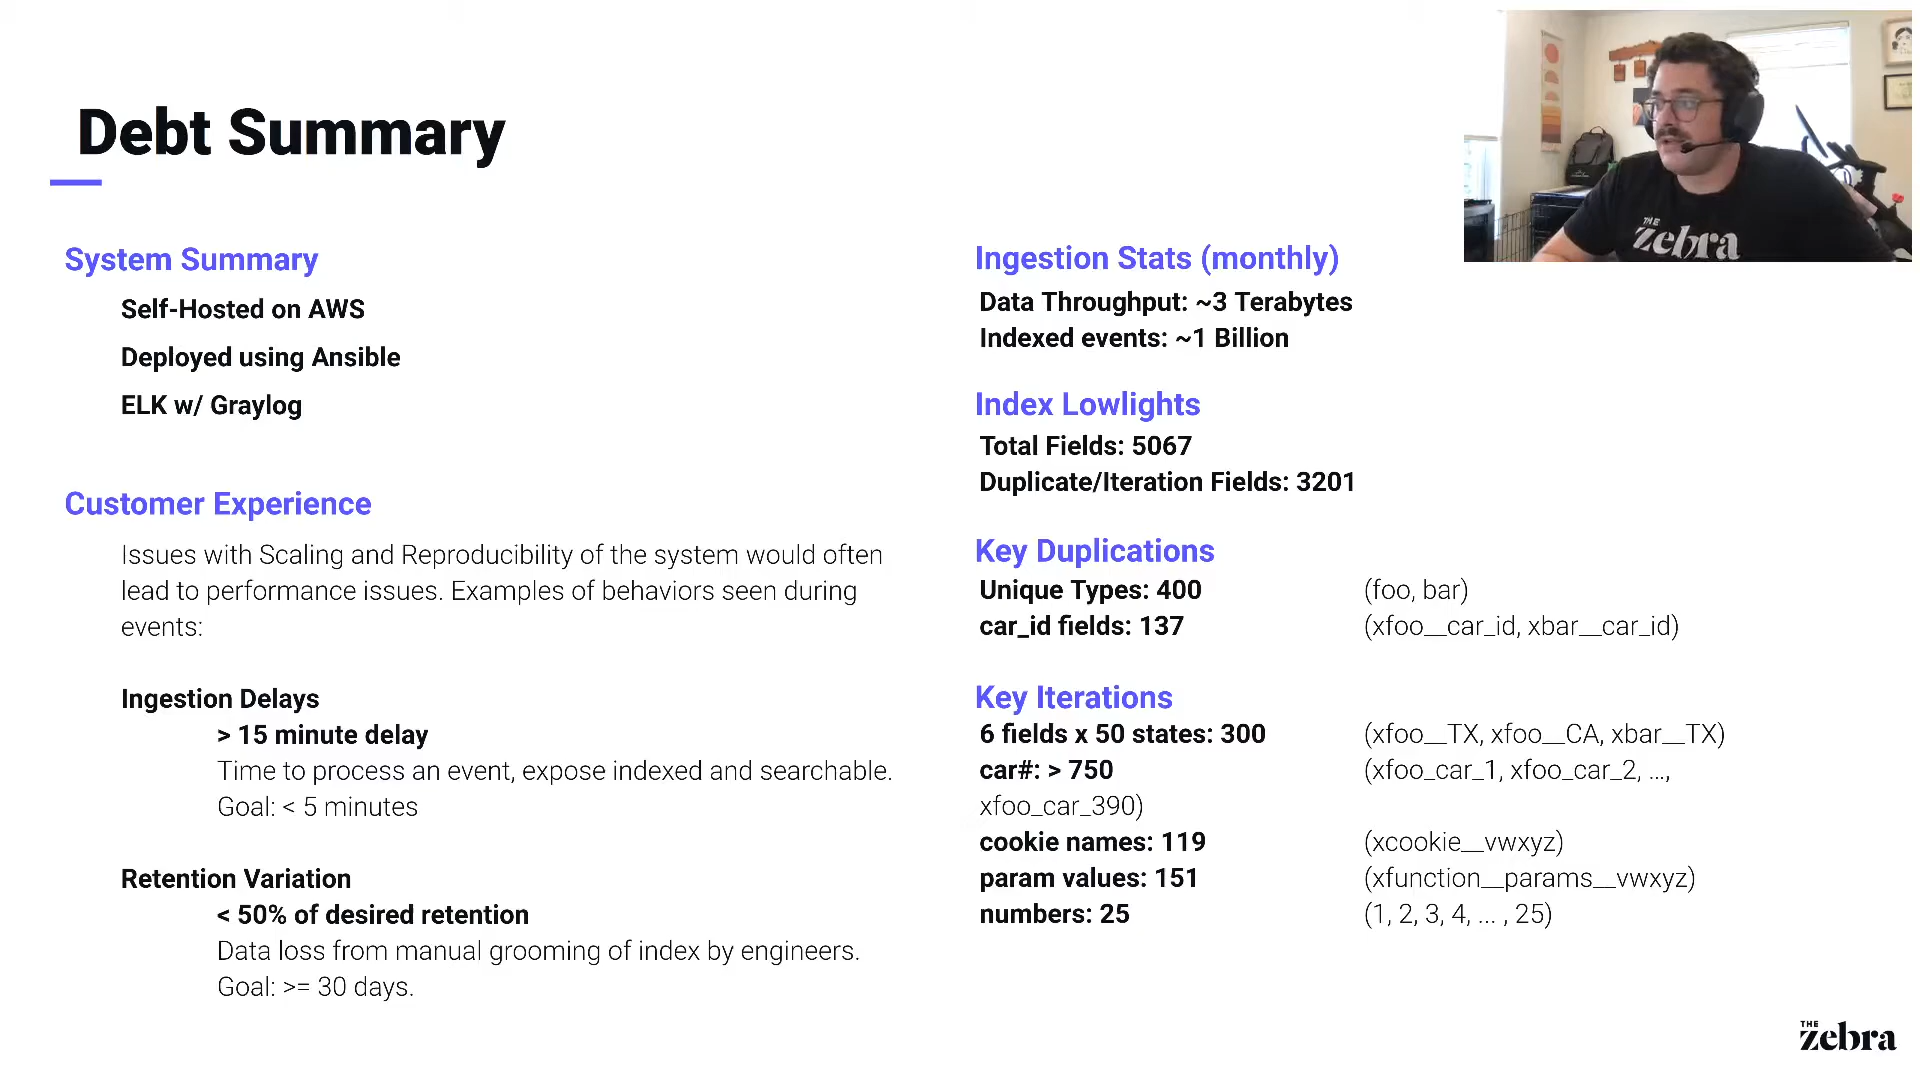 Debt Summary
System Summary
Self-Hosted on AWS
Deployed using Ansible
ELK w/ Graylog
Customer Experience
Issues with Scaling and Reproducibility of the system would often
lead to performance issues. Examples of behaviors seen during
events:
Ingestion Delays
> 15 minute delay
Time to process an event, expose indexed and searchable.
Goal: < 5 minutes
Retention Variation
< 50% of desired retention
Data loss from manual grooming of index by engineers.
Goal: >= 30 days.
Ingestion Stats (monthly)
Data Throughput: ~3 Terabytes
Indexed events: ~1 Billion
Index Lowlights
Total Fields: 5067
Duplicate/Iteration Fields: 3201
Key Duplications
Unique Types: 400 (foo, bar)
car_id fields: 137 (xfoo__car_id, xbar__car_id)
Key Iterations
6 fields x 50 states: 300 (xfoo__TX, xfoo__CA, xbar__TX)
car#: > 750 (xfoo_car_1, xfoo_car_2, …,
xfoo_car_390)
cookie names: 119 (xcookie__vwxyz)
param values: 151 (xfunction__params__vwxyz)
numbers: 25 (1, 2, 3, 4, ... , 25)
THE
zebra
THE
zebra